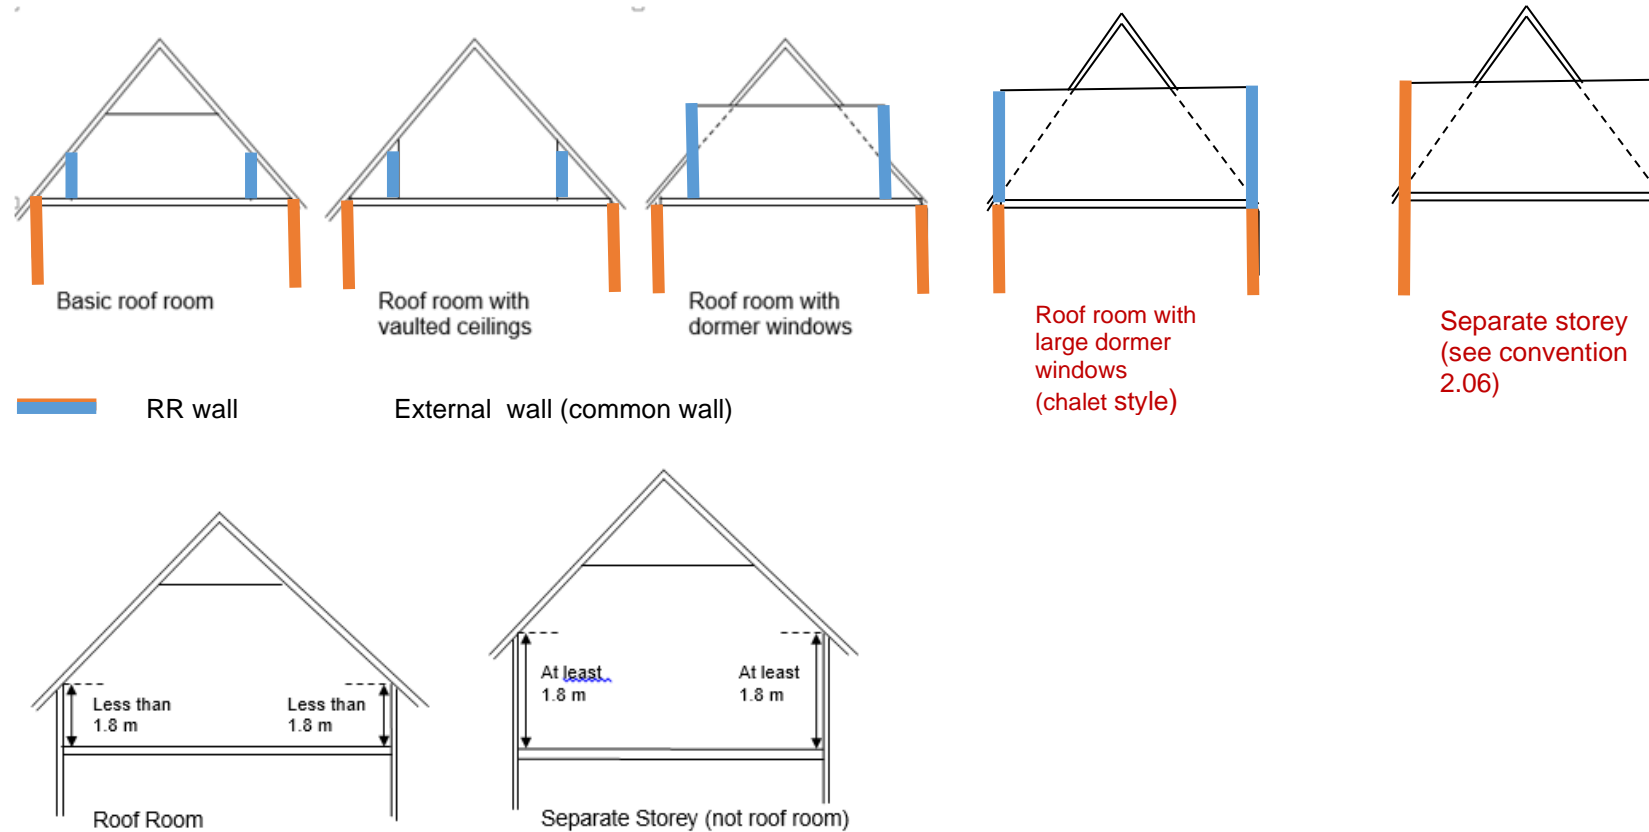 Basic roof room
Roof room with
vaulted ceilings
Roof room with
dormer windows
Roof room with
large dormer
windows
(chalet style)
Separate storey
(see convention
2.06)
RR wall
External wall (common wall)
Less than
1.8 m
Less than
1.8 m
At least
1.8 m
At least
1.8 m
Roof Room
Separate Storey (not roof room)